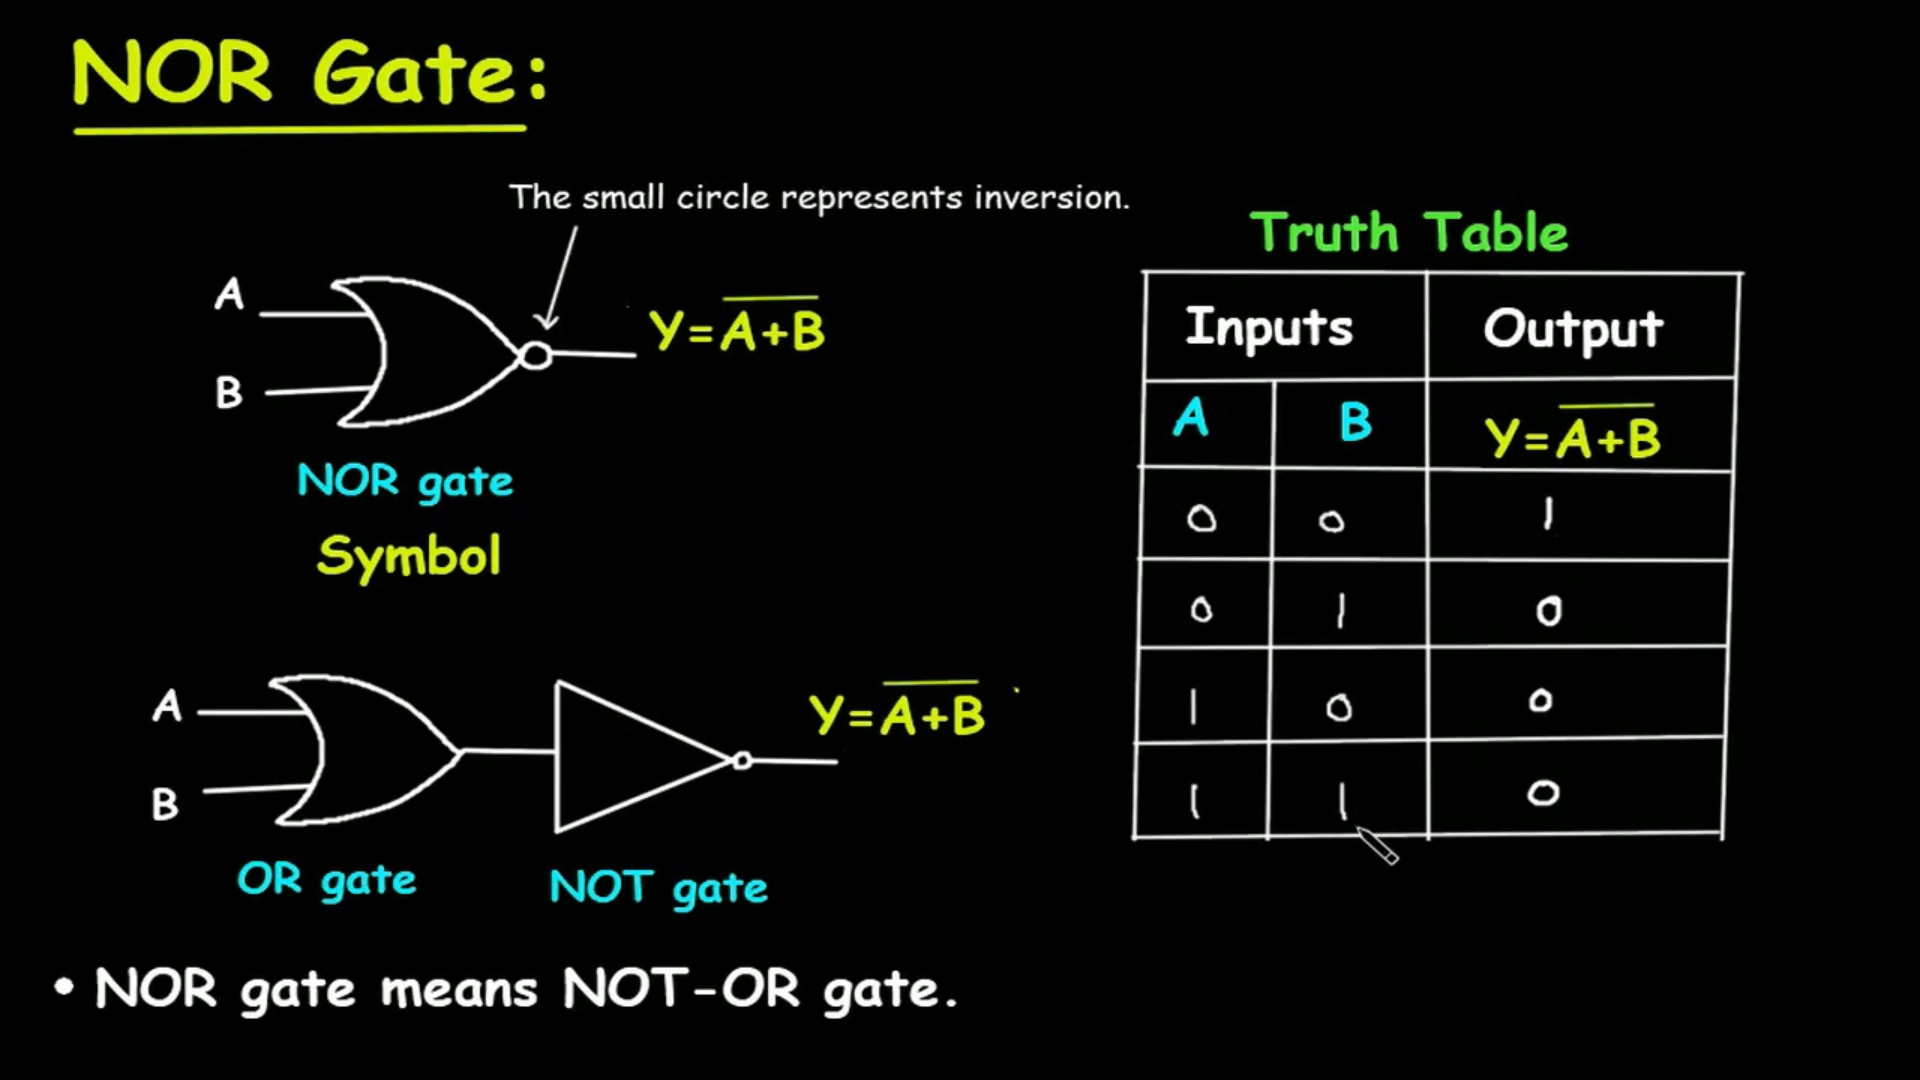 NOR Gate:
The small circle represents inversion.
A
B
Y=A̅+̅B̅
NOR gate
Symbol
A
B
Y=A̅+̅B̅
OR gate
NOT gate
• NOR gate means NOT-OR gate.
Truth Table
Inputs Output
A B Y=A̅+̅B̅
0 0 1
0 1 0
1 0 0
1 1 0